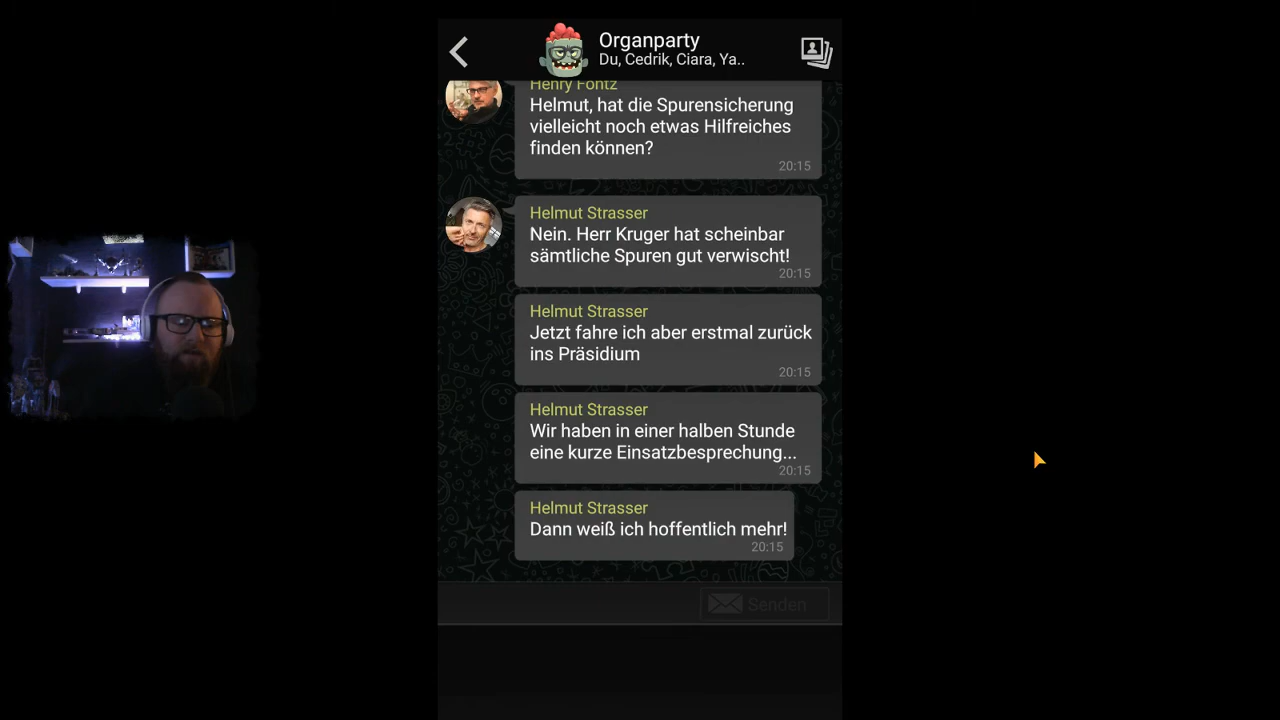 Organparty
Du, Cedrik, Ciara, Ya..
Henry Fontz
Helmut, hat die Spurensicherung
vielleicht noch etwas Hilfreiches
finden können?
20:15
Helmut Strasser
Nein. Herr Kruger hat scheinbar
sämtliche Spuren gut verwischt!
20:15
Helmut Strasser
Jetzt fahre ich aber erstmal zurück
ins Präsidium
20:15
Helmut Strasser
Wir haben in einer halben Stunde
eine kurze Einsatzbesprechung...
20:15
Helmut Strasser
Dann weiß ich hoffentlich mehr!
20:15
Senden